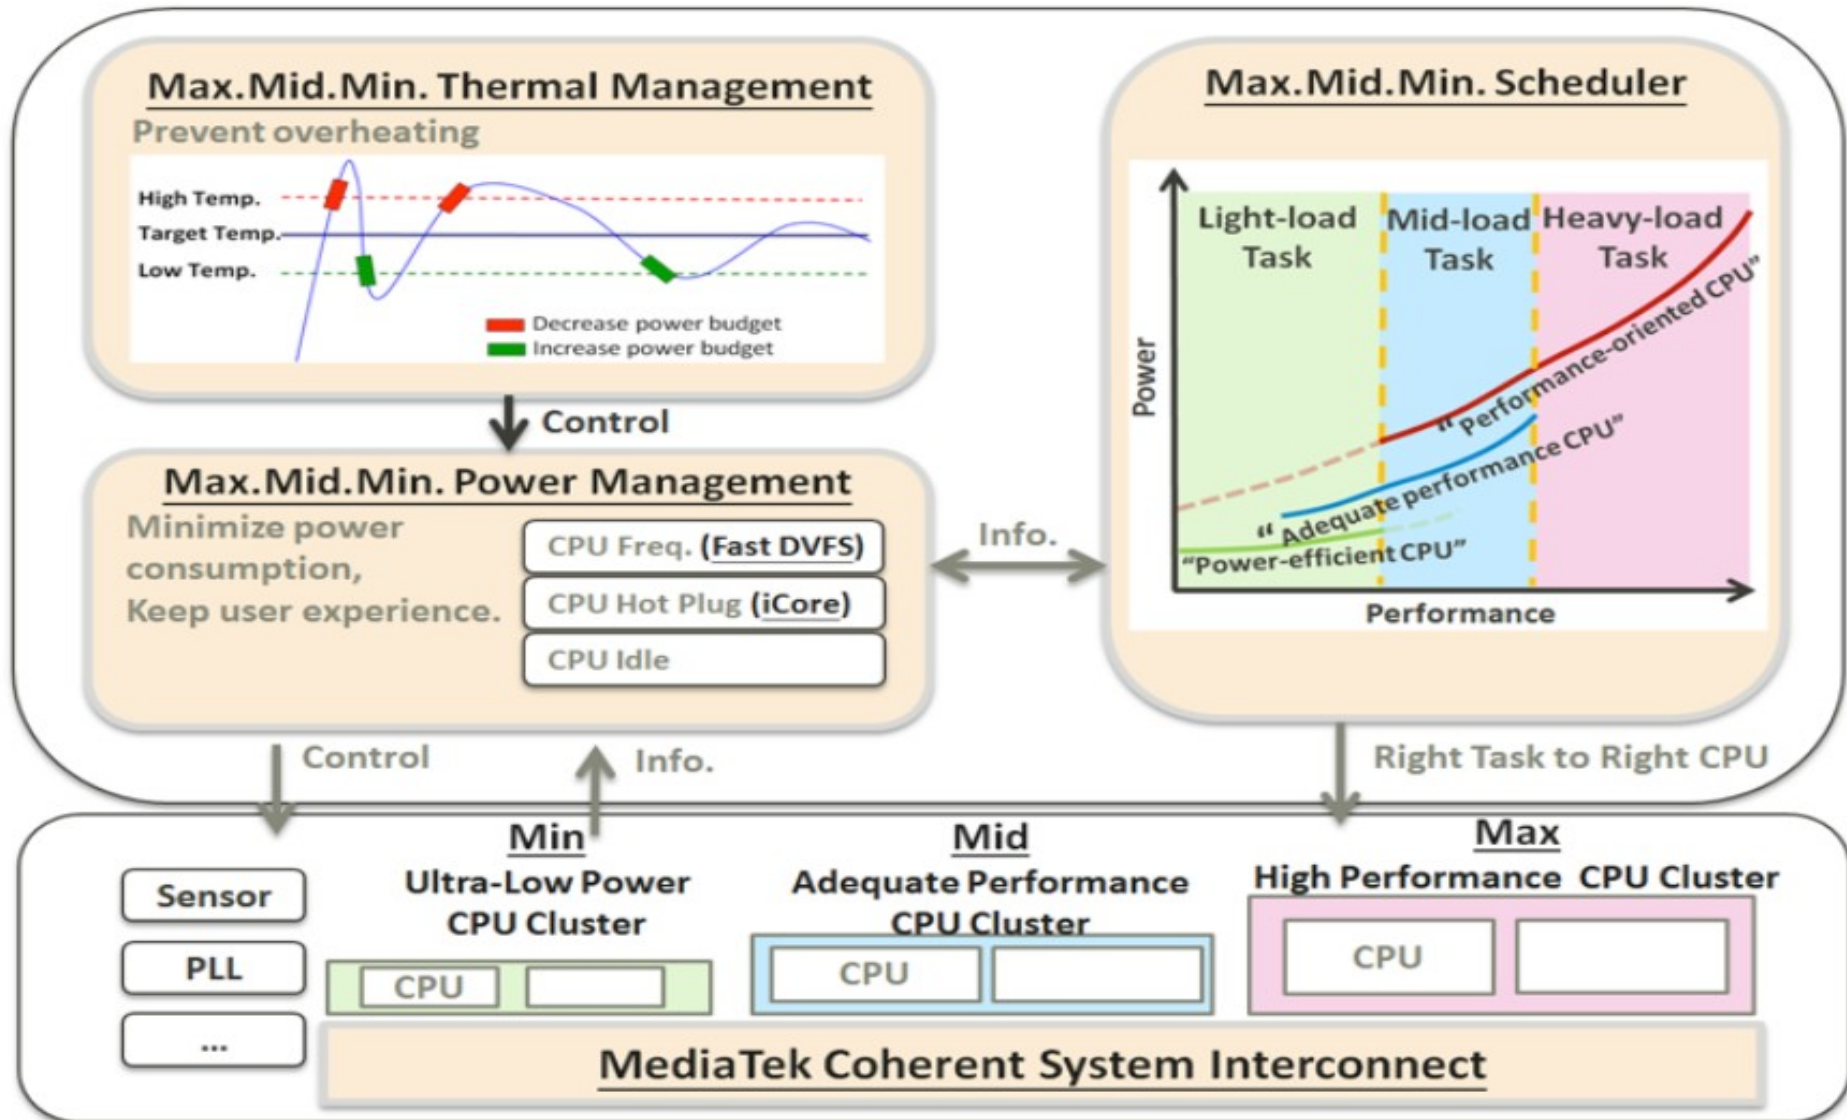 Max.Mid.Min. Thermal Management
Prevent overheating
High Temp.
Target Temp.
Low Temp.
Decrease power budget
Increase power budget
Control
Max.Mid.Min. Power Management
Minimize power
consumption,
Keep user experience.
CPU Freq. (Fast DVFS)
CPU Hot Plug (iCore)
CPU Idle
Info.
Max.Mid.Min. Scheduler
Light-load
Task
Mid-load
Task
Heavy-load
Task
Power
“Performance-oriented CPU”
“Adequate performance CPU”
“Power-efficient CPU”
Performance
Control
Info.
Right Task to Right CPU
Sensor
PLL
...
Min
Ultra-Low Power
CPU Cluster
CPU
Mid
Adequate Performance
CPU Cluster
CPU
Max
High Performance CPU Cluster
CPU
MediaTek Coherent System Interconnect